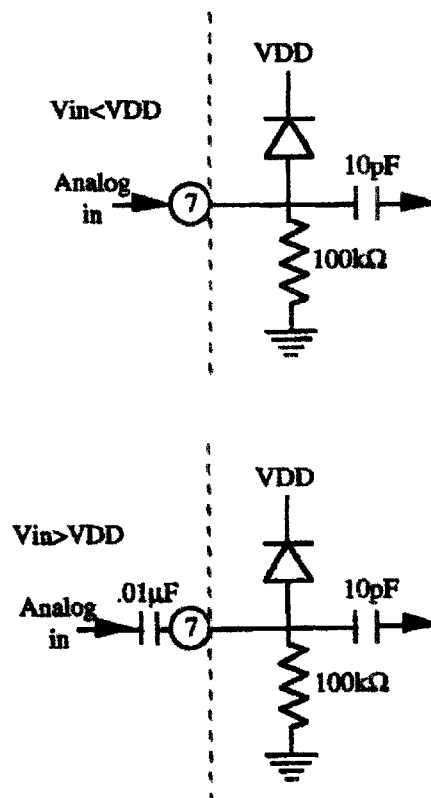 VDD
Vin<VDD
10pF
Analog
in
7
100kΩ
VDD
Vin>VDD
.01µF
10pF
Analog
in
7
100kΩ